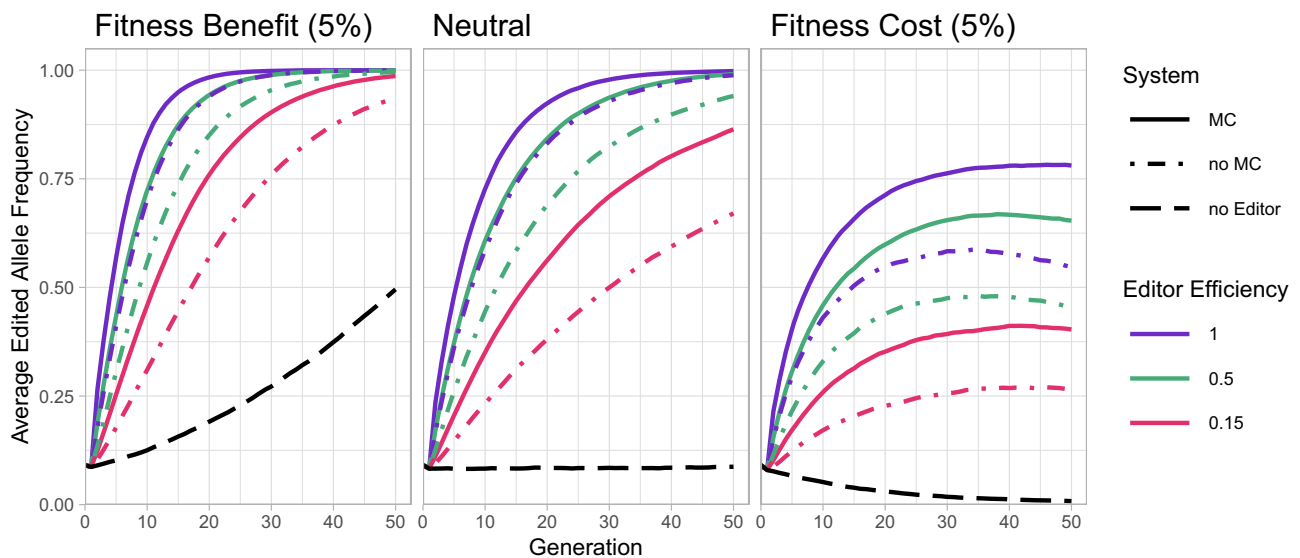 Fitness Benefit (5%)
Neutral
Fitness Cost (5%)
Average Edited Allele Frequency
1.00
0.75
0.50
0.25
0.00
0 10 20 30 40 50
0 10 20 30 40 50
0 10 20 30 40 50
Generation
System
MC
no MC
no Editor
Editor Efficiency
1
0.5
0.15